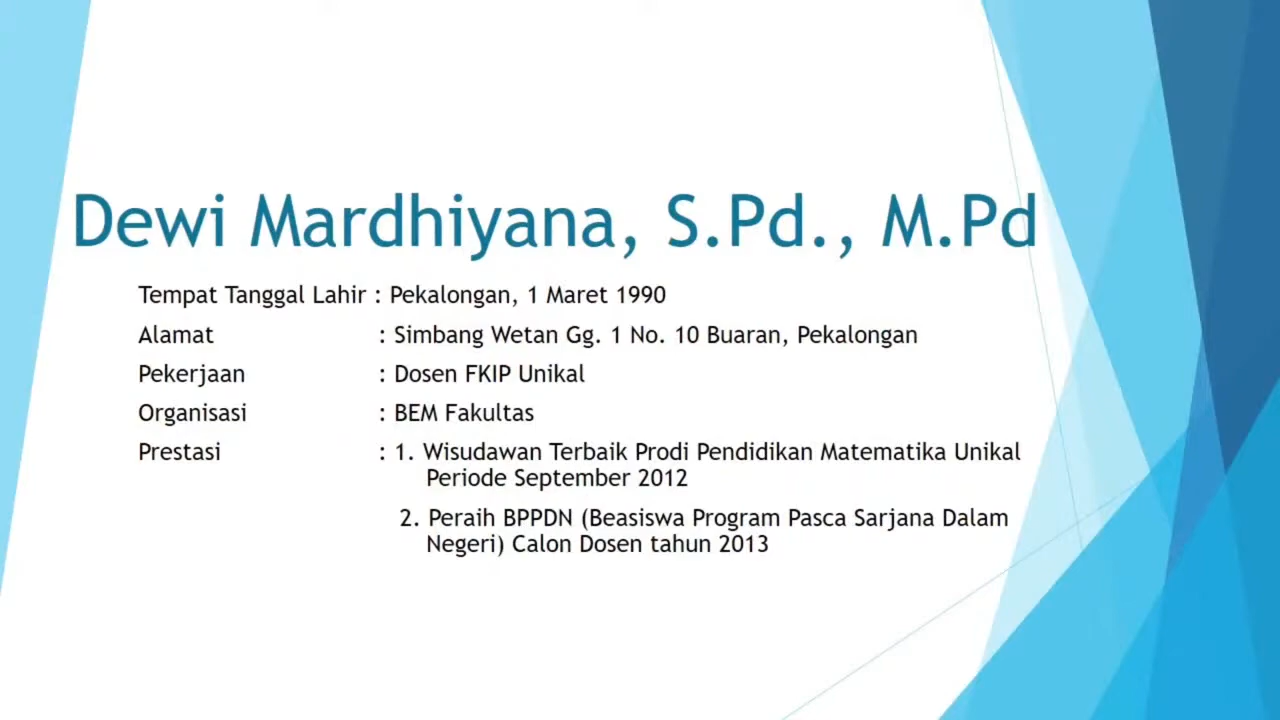 Dewi Mardhiyana, S.Pd., M.Pd
Tempat Tanggal Lahir : Pekalongan, 1 Maret 1990
Alamat : Simbang Wetan Gg. 1 No. 10 Buaran, Pekalongan
Pekerjaan : Dosen FKIP Unikal
Organisasi : BEM Fakultas
Prestasi : 1. Wisudawan Terbaik Prodi Pendidikan Matematika Unikal
Periode September 2012
2. Peraih BPPDN (Beasiswa Program Pasca Sarjana Dalam
Negeri) Calon Dosen tahun 2013